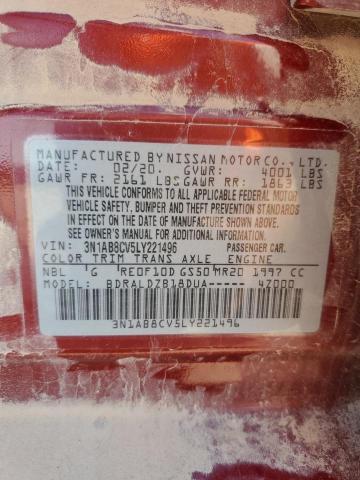 MANUFACTURED BY NISSAN MOTOR CO., LTD.
DATE: 02/20. GVWR: 4001 LBS
GAWR FR: 2161 LBS GAWR RR: 1863 LBS
THIS VEHICLE CONFORMS TO ALL APPLICABLE FEDERAL MOTOR
VEHICLE SAFETY, BUMPER AND THEFT PREVENTION STANDARDS
IN EFFECT ON THE DATE OF MANUFACTURE SHOWN ABOVE.
SEE OWNER'S MANUAL FOR ADDITIONAL INFORMATION.
VIN: 3N1AB8CV5LY221496 PASSENGER CAR.
COLOR TRIM TRANS AXLE ENGINE
NBL G RE0F10D GS50 MR20 1997 CC
MODEL: BDRALDZB18DUA----- 47000
3N1AB8CV5LY221496